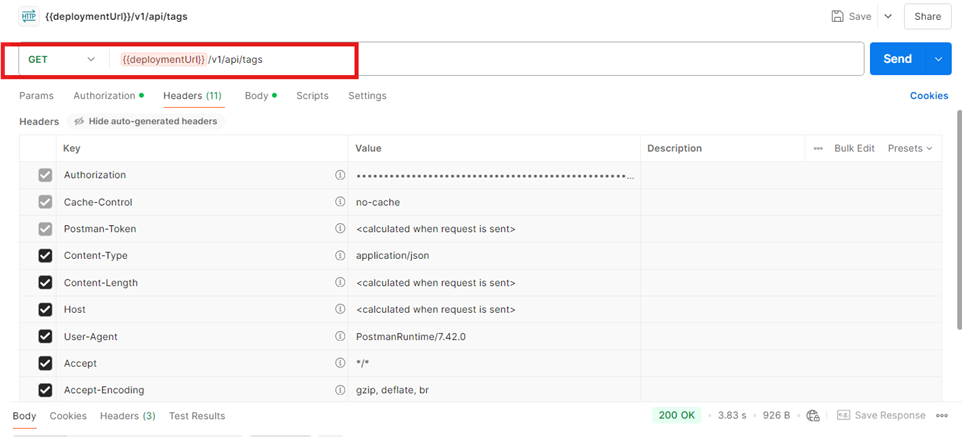 HTTP {{deploymentUrl}}/v1/api/tags Save Share
GET {{deploymentUrl}} /v1/api/tags Send
Params Authorization Headers (11) Body Scripts Settings Cookies
Headers Hide auto-generated headers
Key Value Description Bulk Edit Presets
Authorization ••••••••••••••••••••••••••••••••••••••••••••••••...
Cache-Control no-cache
Postman-Token <calculated when request is sent>
Content-Type application/json
Content-Length <calculated when request is sent>
Host <calculated when request is sent>
User-Agent PostmanRuntime/7.42.0
Accept */*
Accept-Encoding gzip, deflate, br
Body Cookies Headers (3) Test Results 200 OK • 3.83 s • 926 B Save Response